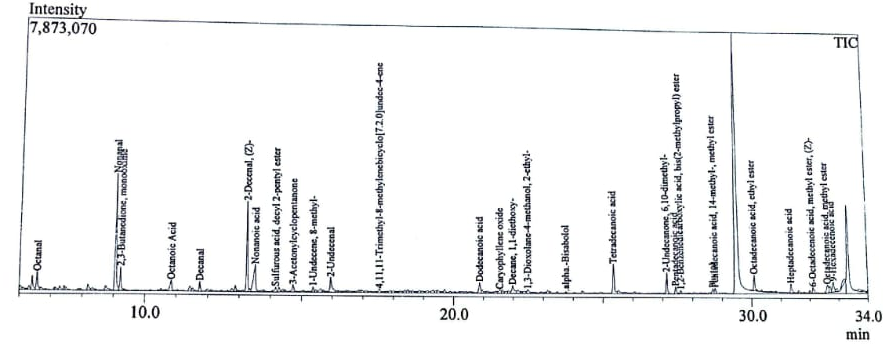 Intensity
7,873,070
TIC
Octanal
Nonanal
2,3-Butanedione, monooxime
Octanoic Acid
Decanal
2-Decenal, (Z)-
Nonanoic acid
Sulfurous acid, decyl 2-pentyl ester
3-Acetonylcyclopentanone
1-Undecene, 8-methyl-
2-Undecenal
4,11,11-Trimethyl-8-methylenebicyclo[7.2.0]undec-4-ene
Dodecanoic acid
Caryophyllene oxide
Decane, 1,1-diethoxy-
1,3-Dioxolane-4-methanol, 2-ethyl-
alpha.-Bisabolol
Tetradecanoic acid
2-Undecanone, 6,10-dimethyl-
acid, bis(2-methylpropyl) ester
acid, 14-methyl-, methyl ester
Octadecanoic acid, ethyl ester
Heptadecanoic acid
6-Octadecenoic acid, methyl ester, (Z)-
Octadecanoic acid, methyl ester
10.0 20.0 30.0 34.0
min